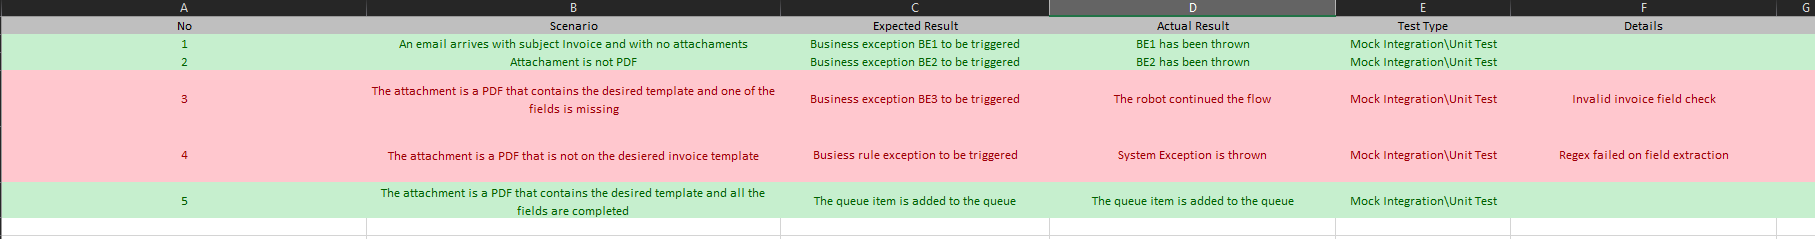 A B C D E F G
No Scenario Expected Result Actual Result Test Type Details
1 An email arrives with subject Invoice and with no attachaments Business exception BE1 to be triggered BE1 has been thrown Mock Integration\Unit Test
2 Attachament is not PDF Business exception BE2 to be triggered BE2 has been thrown Mock Integration\Unit Test
The attachment is a PDF that contains the desired template and one of the
3 fields is missing Business exception BE3 to be triggered The robot continued the flow Mock Integration\Unit Test Invalid invoice field check
4 The attachment is a PDF that is not on the desiered invoice template Busiess rule exception to be triggered System Exception is thrown Mock Integration\Unit Test Regex failed on field extraction
The attachment is a PDF that contains the desired template and all the
5 fields are completed The queue item is added to the queue The queue item is added to the queue Mock Integration\Unit Test